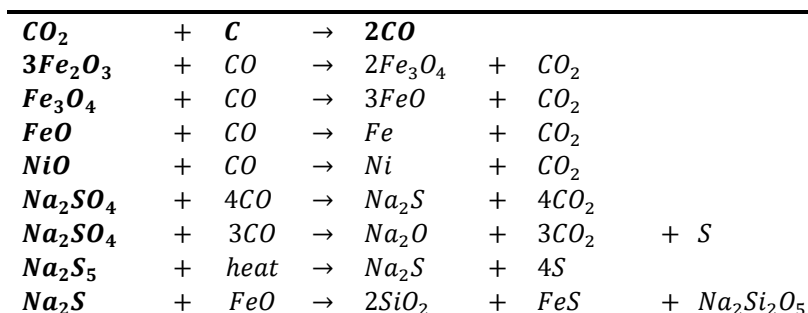 CO₂ + C → 2CO
3Fe₂O₃ + CO → 2Fe₃O₄ + CO₂
Fe₃O₄ + CO → 3FeO + CO₂
FeO + CO → Fe + CO₂
NiO + CO → Ni + CO₂
Na₂SO₄ + 4CO → Na₂S + 4CO₂
Na₂SO₄ + 3CO → Na₂O + 3CO₂ + S
Na₂S₅ + heat → Na₂S + 4S
Na₂S + FeO → 2SiO₂ + FeS + Na₂Si₂O₅